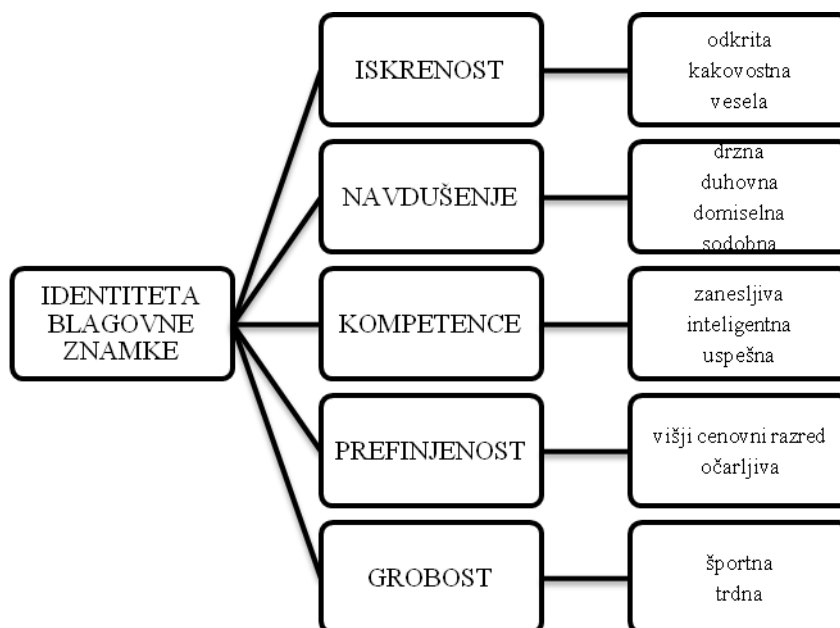 IDENTITETA
BLAGOVNE
ZNAMKE
ISKRENOST
odkrita
kakovostna
vesela
NAVDUŠENJE
drzna
duhovna
domiselna
sodobna
KOMPETENCE
zanesljiva
inteligentna
uspešna
PREFINJENOST
višji cenovni razred
očarljiva
GROBOST
športna
trdna